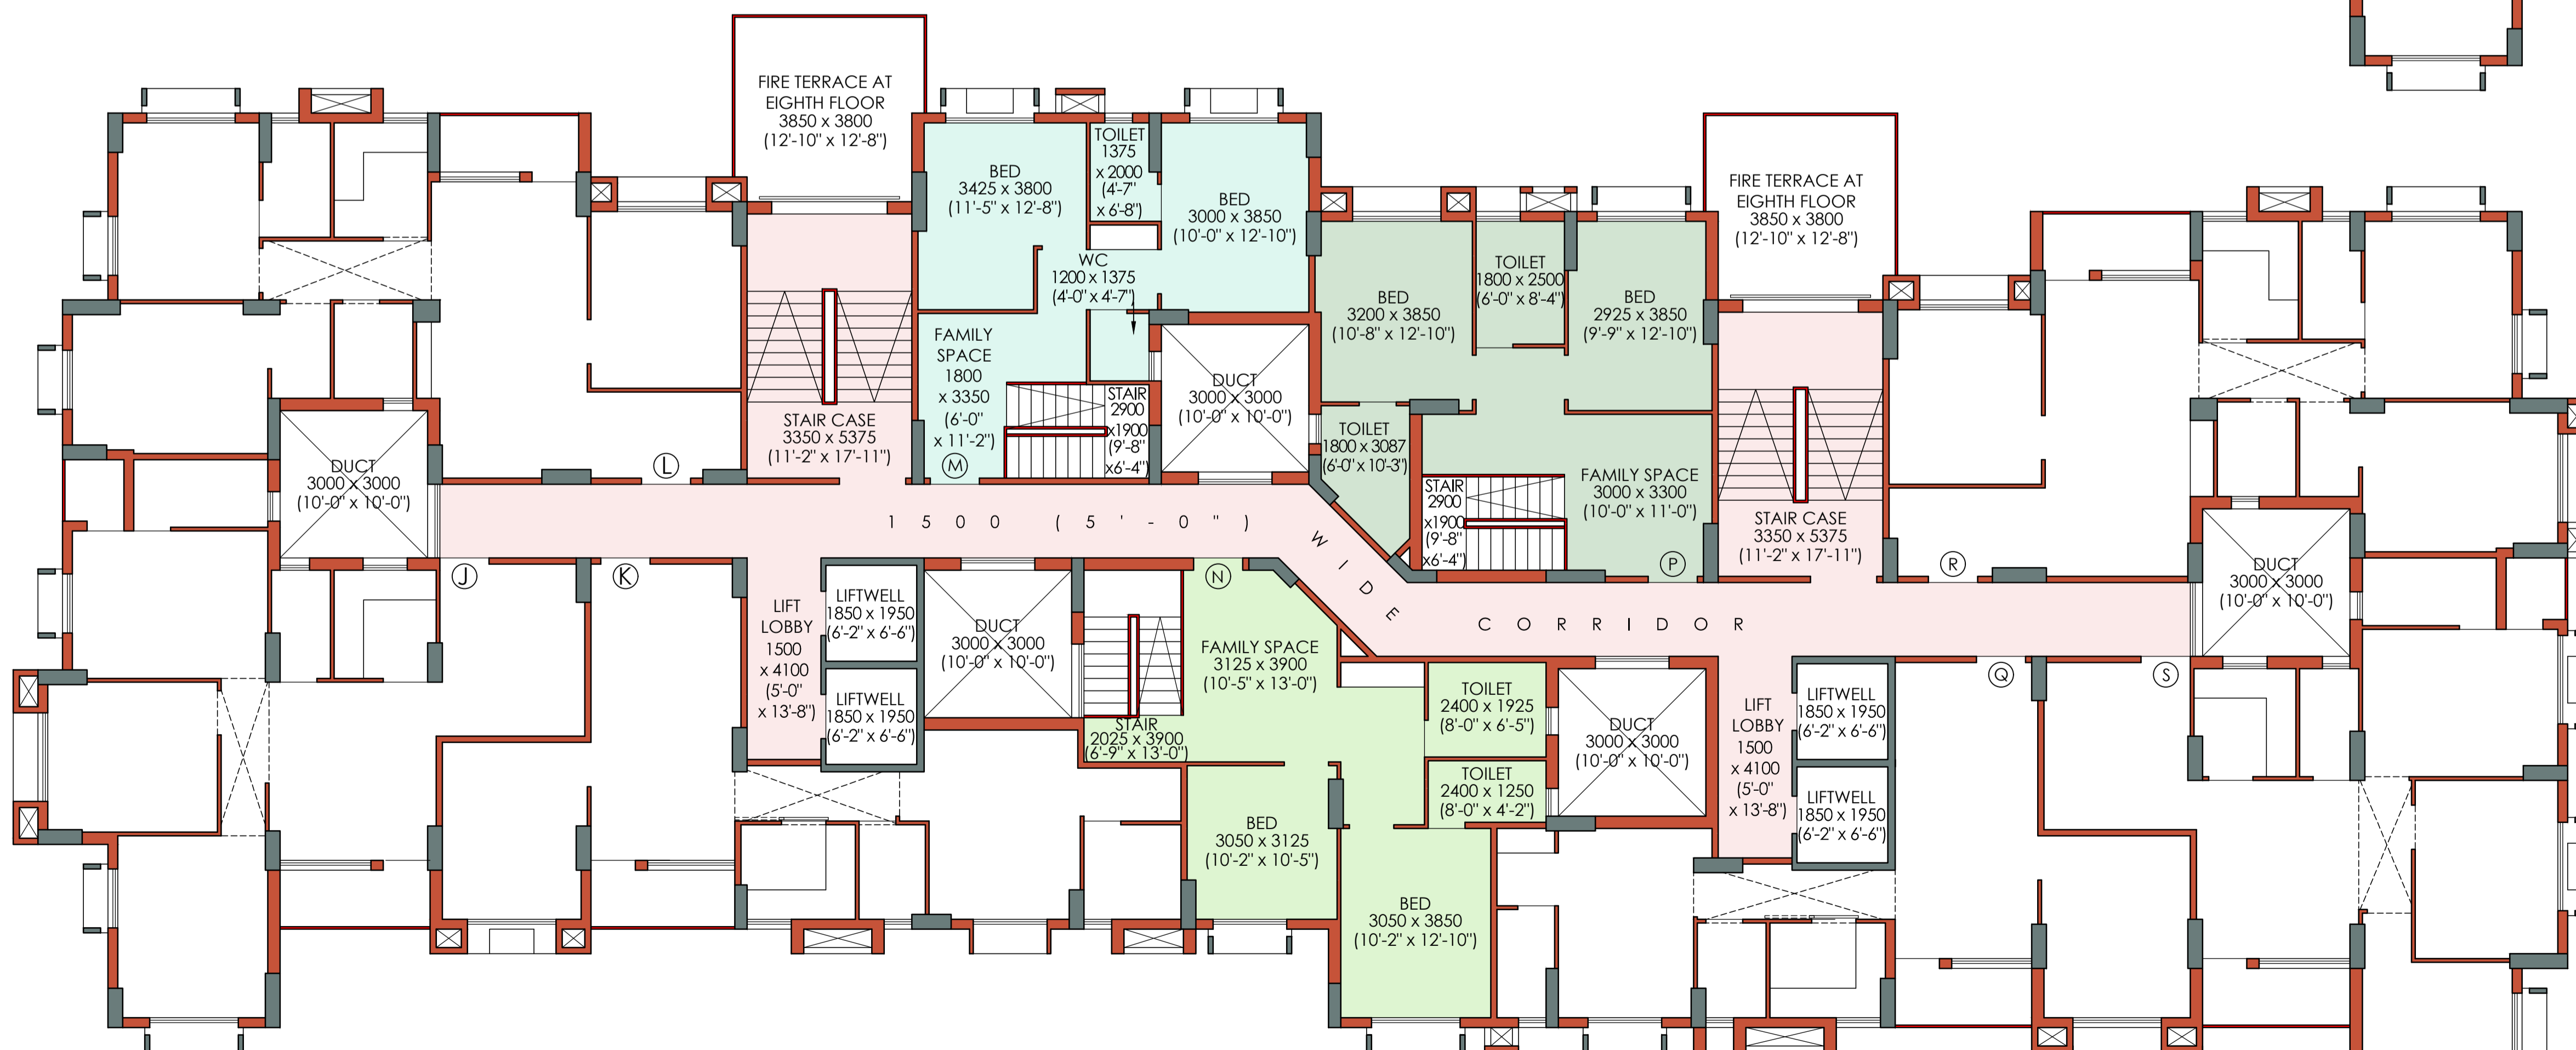 FIRE TERRACE AT
EIGHTH FLOOR
3850 x 3800
(12'-10" x 12'-8")
BED
3425 x 3800
(11'-5" x 12'-8")
TOILET
1375
x 2000
(4'-7"
x 6'-8")
BED
3000 x 3850
(10'-0" x 12'-10")
WC
1200 x 1375
(4'-0" x 4'-7")
FAMILY
SPACE
1800
x 3350
(6'-0"
x 11'-2")
M
STAIR
2900
x1900
(9'-8"
x6'-4")
DUCT
3000 x 3000
(10'-0" x 10'-0")
STAIR CASE
3350 x 5375
(11'-2" x 17'-11")
L
DUCT
3000 x 3000
(10'-0" x 10'-0")
BED
3200 x 3850
(10'-8" x 12'-10")
TOILET
1800 x 2500
(6'-0" x 8'-4")
BED
2925 x 3850
(9'-9" x 12'-10")
TOILET
1800 x 3087
(6'-0" x 10'-3")
STAIR
2900
x1900
(9'-8"
x6'-4")
FAMILY SPACE
3000 x 3300
(10'-0" x 11'-0")
P
FIRE TERRACE AT
EIGHTH FLOOR
3850 x 3800
(12'-10" x 12'-8")
STAIR CASE
3350 x 5375
(11'-2" x 17'-11")
R
DUCT
3000 x 3000
(10'-0" x 10'-0")
1500 (5'-0") WIDE CORRIDOR
J
K
LIFT
LOBBY
1500
x 4100
(5'-0"
x 13'-8")
LIFTWELL
1850 x 1950
(6'-2" x 6'-6")
LIFTWELL
1850 x 1950
(6'-2" x 6'-6")
DUCT
3000 x 3000
(10'-0" x 10'-0")
N
FAMILY SPACE
3125 x 3900
(10'-5" x 13'-0")
STAIR
2025 x 3900
(6'-9" x 13'-0")
BED
3050 x 3125
(10'-2" x 10'-5")
TOILET
2400 x 1925
(8'-0" x 6'-5")
TOILET
2400 x 1250
(8'-0" x 4'-2")
BED
3050 x 3850
(10'-2" x 12'-10")
DUCT
3000 x 3000
(10'-0" x 10'-0")
LIFT
LOBBY
1500
x 4100
(5'-0"
x 13'-8")
LIFTWELL
1850 x 1950
(6'-2" x 6'-6")
LIFTWELL
1850 x 1950
(6'-2" x 6'-6")
Q
S